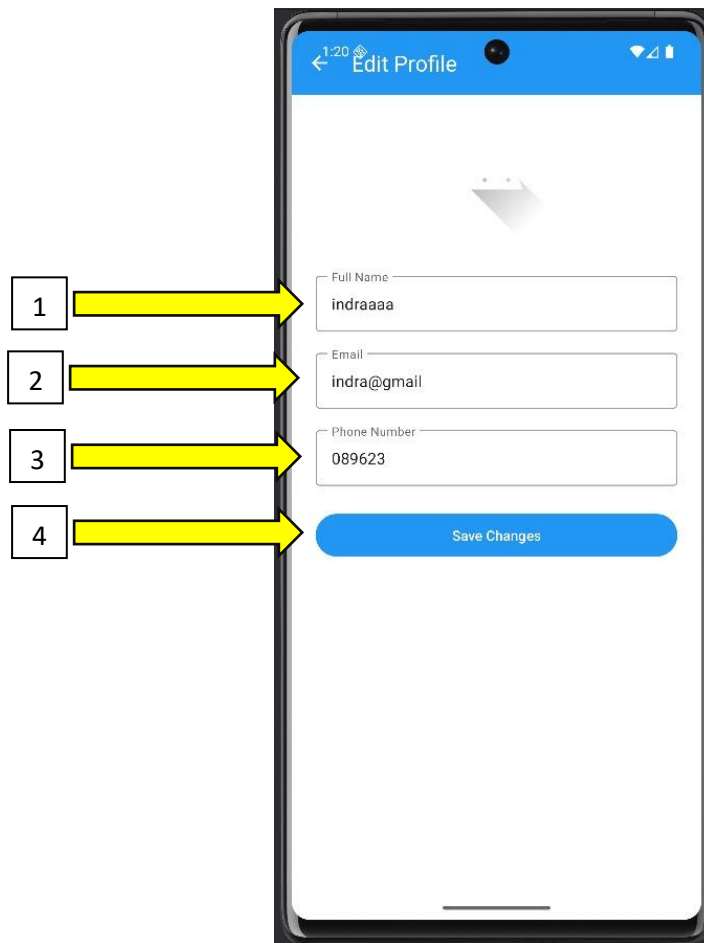 1:20
Edit Profile
1
Full Name
indraaaa
2
Email
indra@gmail
3
Phone Number
089623
4
Save Changes